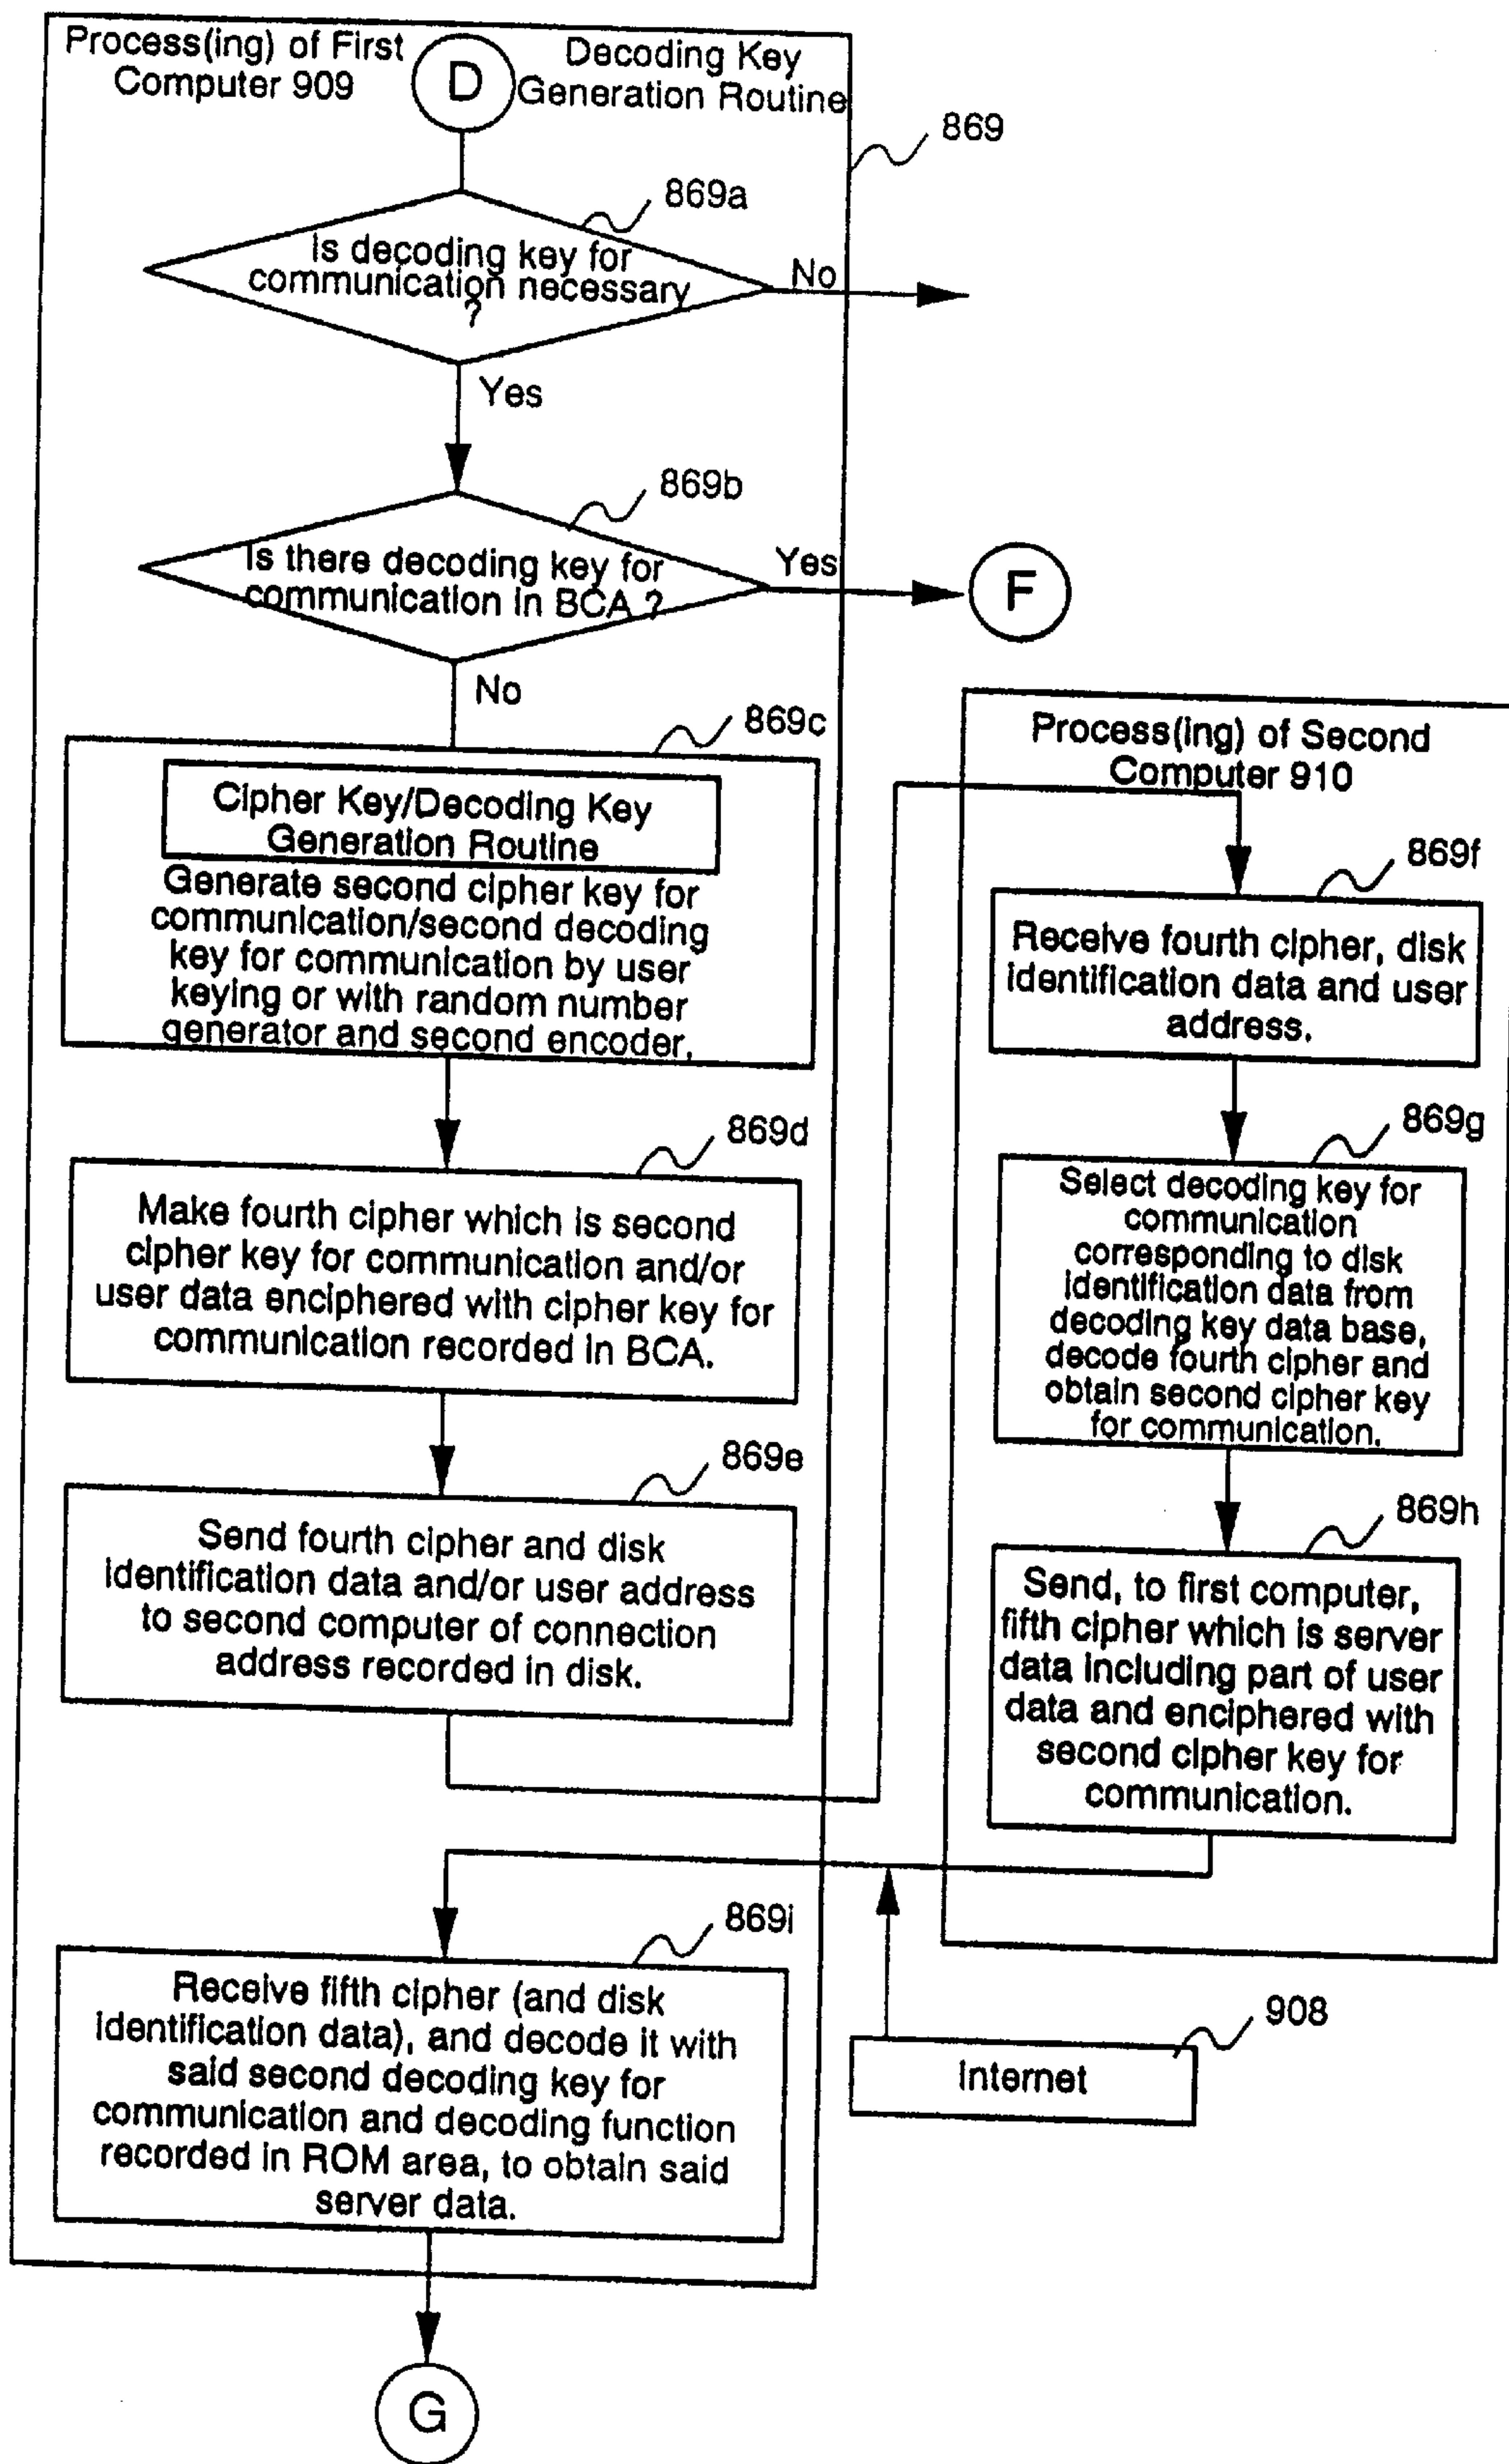 Process(ing) of First
Computer 909
D
Decoding Key
Generation Routine
869
869a
Is decoding key for
communication necessary
?
No
Yes
869b
Is there decoding key for
communication in BCA ?
Yes
F
No
869c
Cipher Key/Decoding Key
Generation Routine
Generate second cipher key for
communication/second decoding
key for communication by user
keying or with random number
generator and second encoder.
869d
Make fourth cipher which is second
cipher key for communication and/or
user data enciphered with cipher key for
communication recorded in BCA.
869e
Send fourth cipher and disk
identification data and/or user address
to second computer of connection
address recorded in disk.
Process(ing) of Second
Computer 910
869f
Receive fourth cipher, disk
identification data and user
address.
869g
Select decoding key for
communication
corresponding to disk
identification data from
decoding key data base,
decode fourth cipher and
obtain second cipher key
for communication.
869h
Send, to first computer,
fifth cipher which is server
data including part of user
data and enciphered with
second cipher key for
communication.
869i
Receive fifth cipher (and disk
identification data), and decode it with
said second decoding key for
communication and decoding function
recorded in ROM area, to obtain said
server data.
908
Internet
G